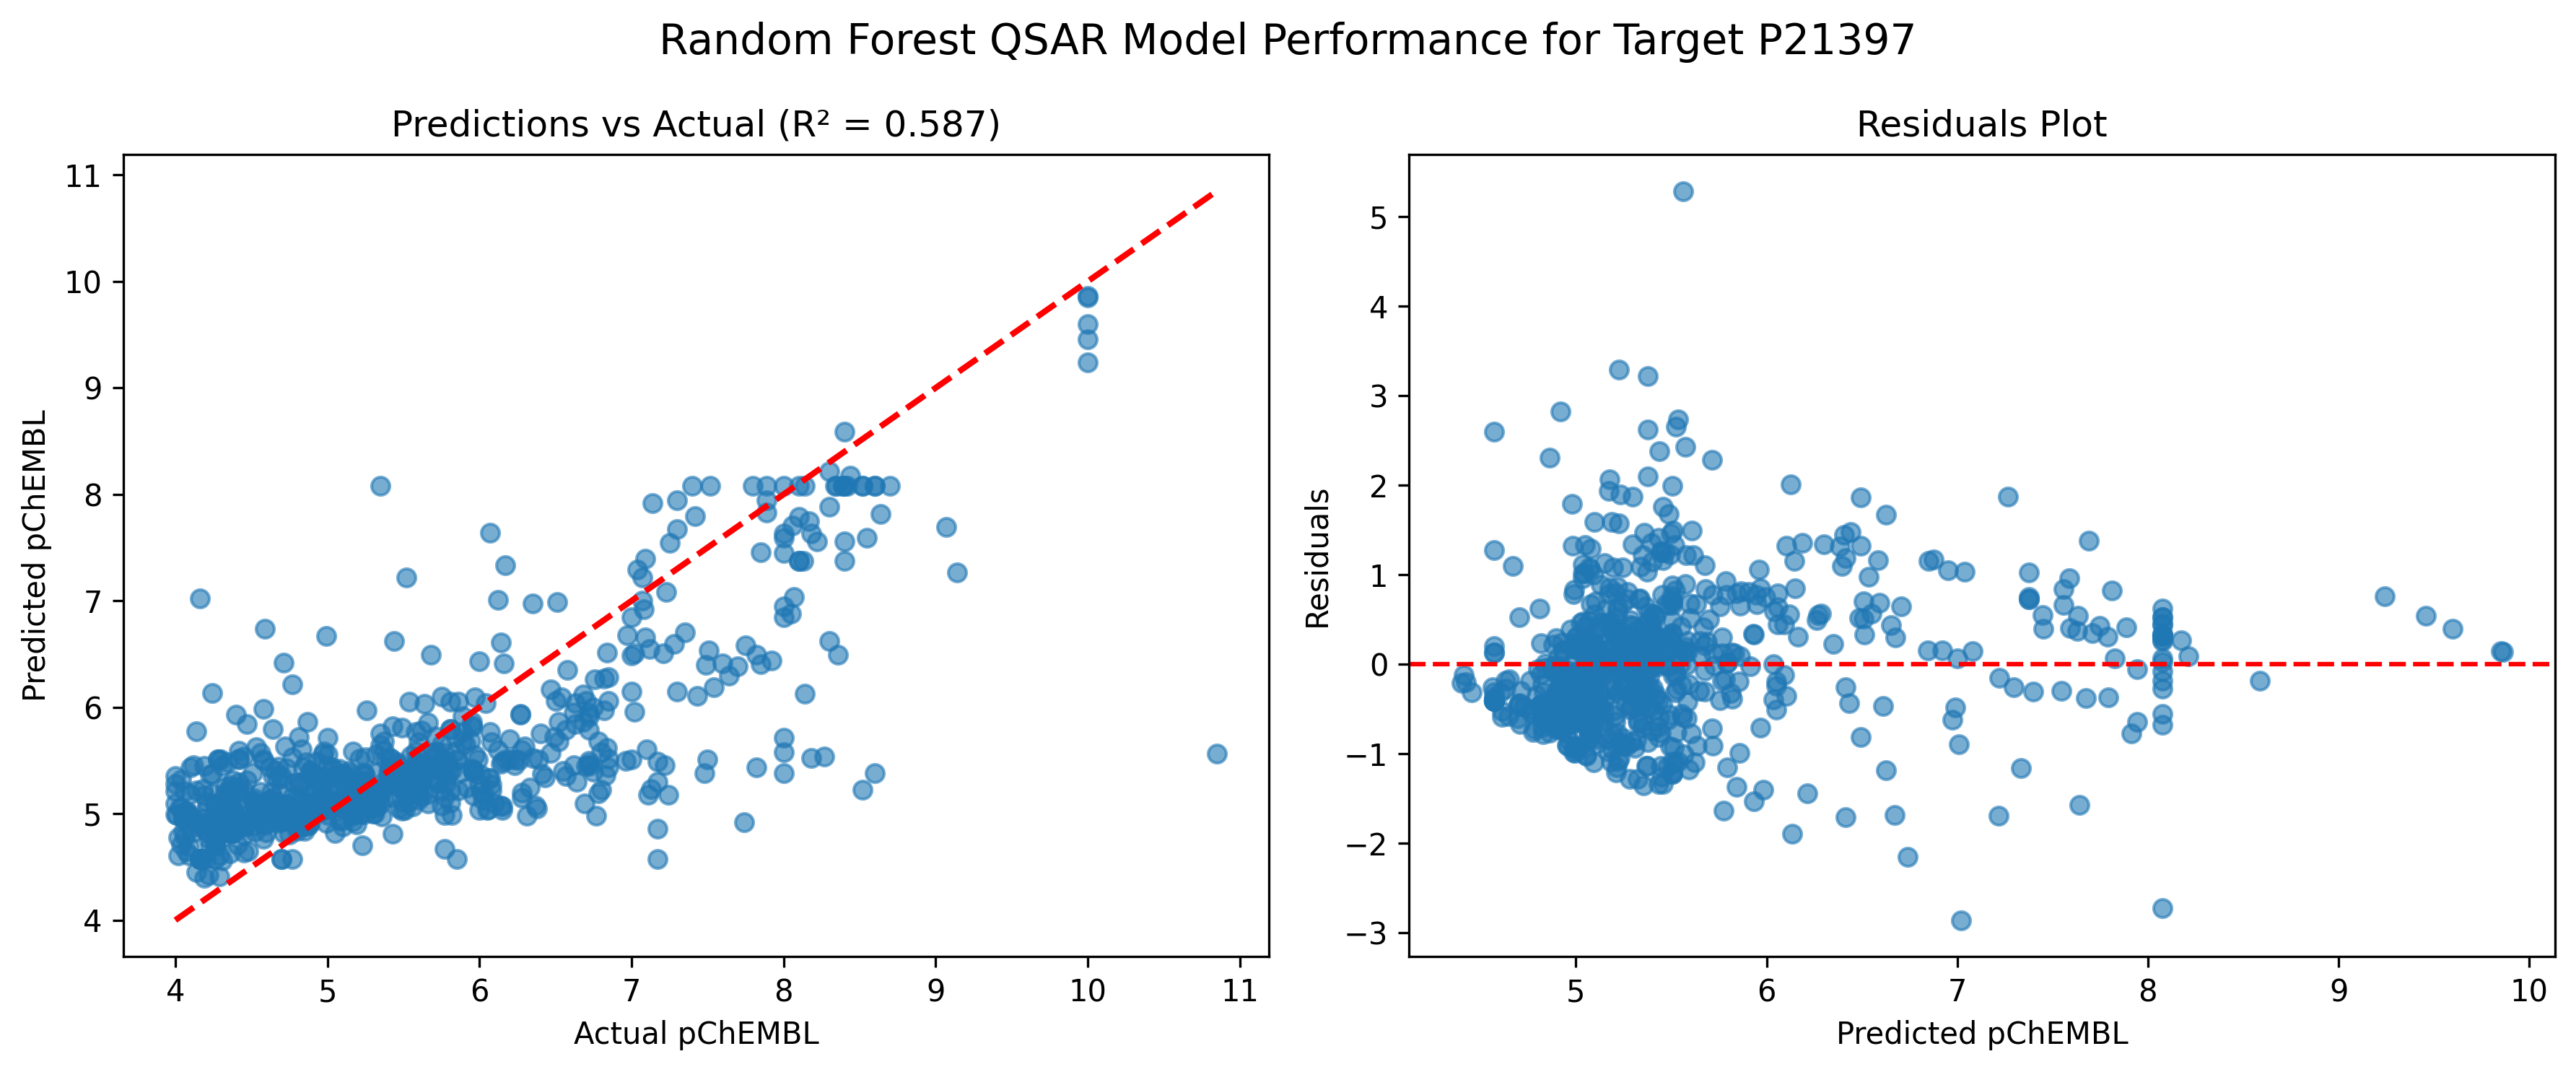 Random Forest QSAR Model Performance for Target P21397
Predictions vs Actual (R² = 0.587)
11
10
9
8
7
6
5
4
Predicted pChEMBL
4 5 6 7 8 9 10 11
Actual pChEMBL
Residuals Plot
5
4
3
2
1
0
−1
−2
−3
Residuals
5 6 7 8 9 10
Predicted pChEMBL